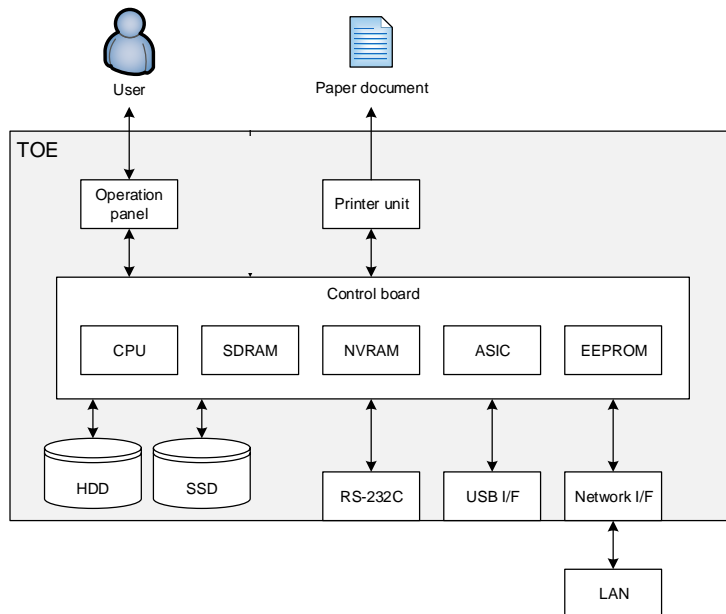 User
Paper document
TOE
Operation
panel
Printer unit
Control board
CPU
SDRAM
NVRAM
ASIC
EEPROM
HDD
SSD
RS-232C
USB I/F
Network I/F
LAN